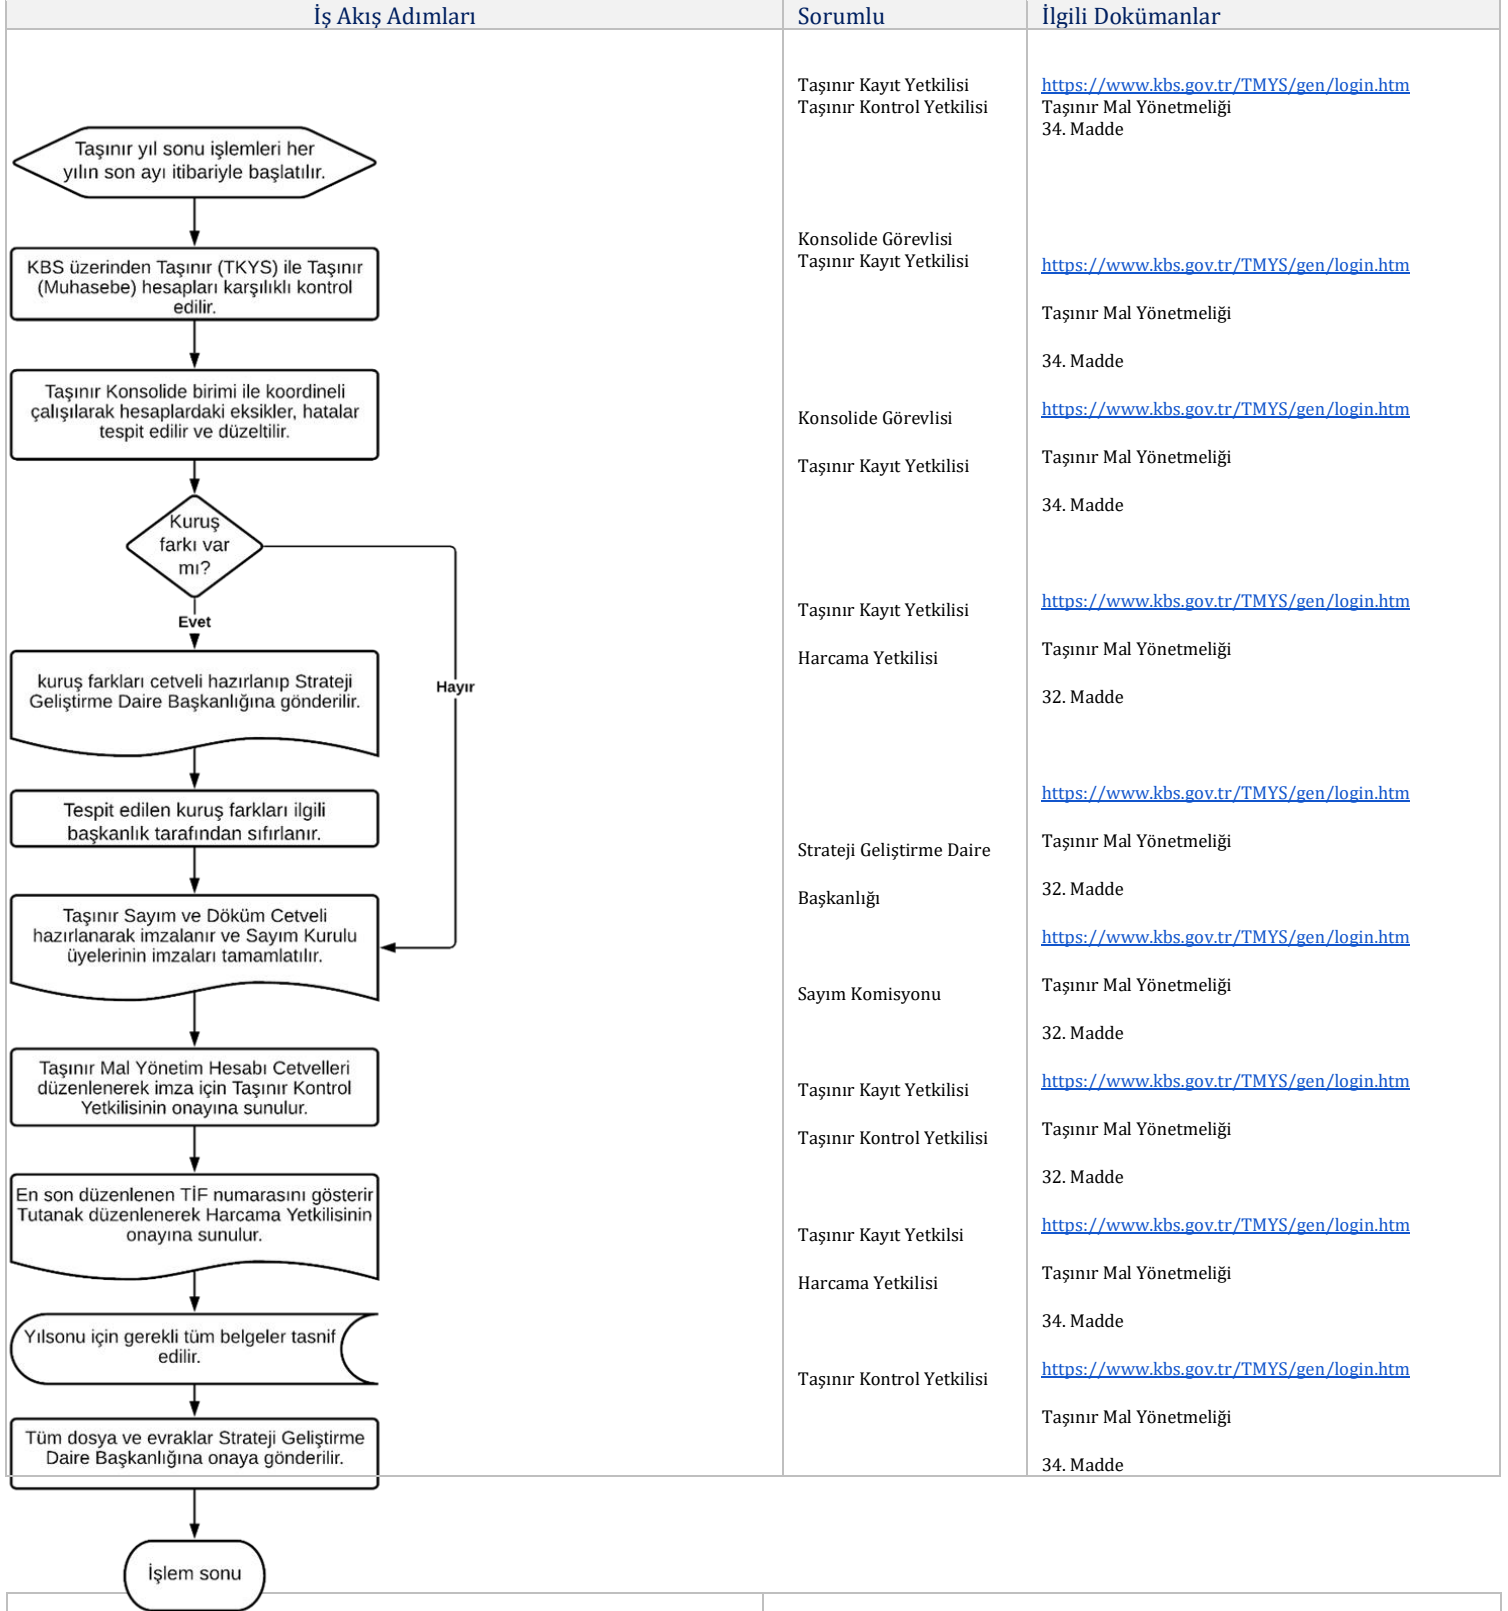 İş Akış Adımları
Sorumlu
İlgili Dokümanlar
Taşınır yıl sonu işlemleri her
yılın son ayı itibariyle başlatılır.
KBS üzerinden Taşınır (TKYS) ile Taşınır
(Muhasebe) hesapları karşılıklı kontrol
edilir.
Taşınır Konsolide birimi ile koordineli
çalışılarak hesaplardaki eksikler, hatalar
tespit edilir ve düzeltilir.
Kuruş
farkı var
mı?
Evet
Hayır
kuruş farkları cetveli hazırlanıp Strateji
Geliştirme Daire Başkanlığına gönderilir.
Tespit edilen kuruş farkları ilgili
başkanlık tarafından sıfırlanır.
Taşınır Sayım ve Döküm Cetveli
hazırlanarak imzalanır ve Sayım Kurulu
üyelerinin imzaları tamamlatılır.
Taşınır Mal Yönetim Hesabı Cetvelleri
düzenlenerek imza için Taşınır Kontrol
Yetkilisinin onayına sunulur.
En son düzenlenen TİF numarasını gösterir
Tutanak düzenlenerek Harcama Yetkilisinin
onayına sunulur.
Yılsonu için gerekli tüm belgeler tasnif
edilir.
Tüm dosya ve evraklar Strateji Geliştirme
Daire Başkanlığına onaya gönderilir.
İşlem sonu
Taşınır Kayıt Yetkilisi
Taşınır Kontrol Yetkilisi
Konsolide Görevlisi
Taşınır Kayıt Yetkilisi
Konsolide Görevlisi
Taşınır Kayıt Yetkilisi
Taşınır Kayıt Yetkilisi
Harcama Yetkilisi
Strateji Geliştirme Daire
Başkanlığı
Sayım Komisyonu
Taşınır Kayıt Yetkilisi
Taşınır Kontrol Yetkilisi
Taşınır Kayıt Yetkilsi
Harcama Yetkilisi
Taşınır Kontrol Yetkilisi
https://www.kbs.gov.tr/TMYS/gen/login.htm
Taşınır Mal Yönetmeliği
34. Madde
https://www.kbs.gov.tr/TMYS/gen/login.htm
Taşınır Mal Yönetmeliği
34. Madde
https://www.kbs.gov.tr/TMYS/gen/login.htm
Taşınır Mal Yönetmeliği
34. Madde
https://www.kbs.gov.tr/TMYS/gen/login.htm
Taşınır Mal Yönetmeliği
32. Madde
https://www.kbs.gov.tr/TMYS/gen/login.htm
Taşınır Mal Yönetmeliği
32. Madde
https://www.kbs.gov.tr/TMYS/gen/login.htm
Taşınır Mal Yönetmeliği
32. Madde
https://www.kbs.gov.tr/TMYS/gen/login.htm
Taşınır Mal Yönetmeliği
32. Madde
https://www.kbs.gov.tr/TMYS/gen/login.htm
Taşınır Mal Yönetmeliği
34. Madde
https://www.kbs.gov.tr/TMYS/gen/login.htm
Taşınır Mal Yönetmeliği
34. Madde